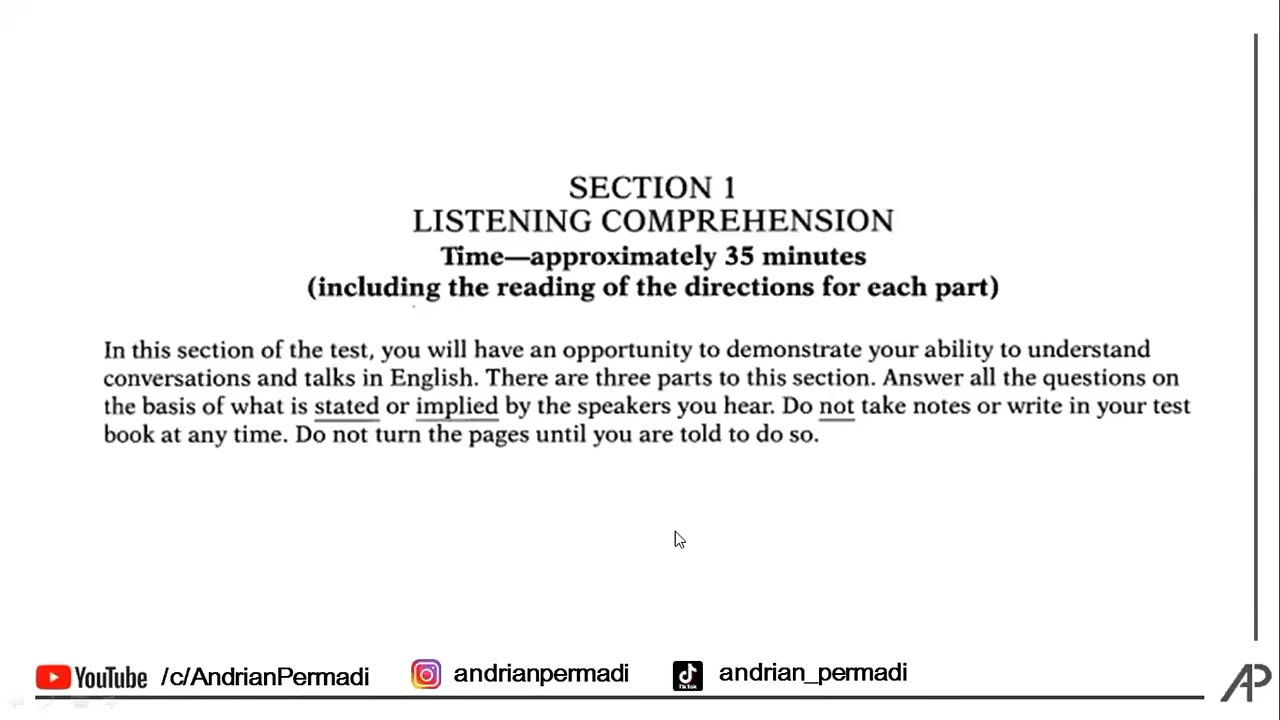 SECTION 1
LISTENING COMPREHENSION
Time—approximately 35 minutes
(including the reading of the directions for each part)
In this section of the test, you will have an opportunity to demonstrate your ability to understand
conversations and talks in English. There are three parts to this section. Answer all the questions on
the basis of what is stated or implied by the speakers you hear. Do not take notes or write in your test
book at any time. Do not turn the pages until you are told to do so.
YouTube /c/AndrianPermadi andrianpermadi TikTok andrian_permadi AP